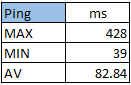 Ping ms
MAX 428
MIN 39
AV 82.84